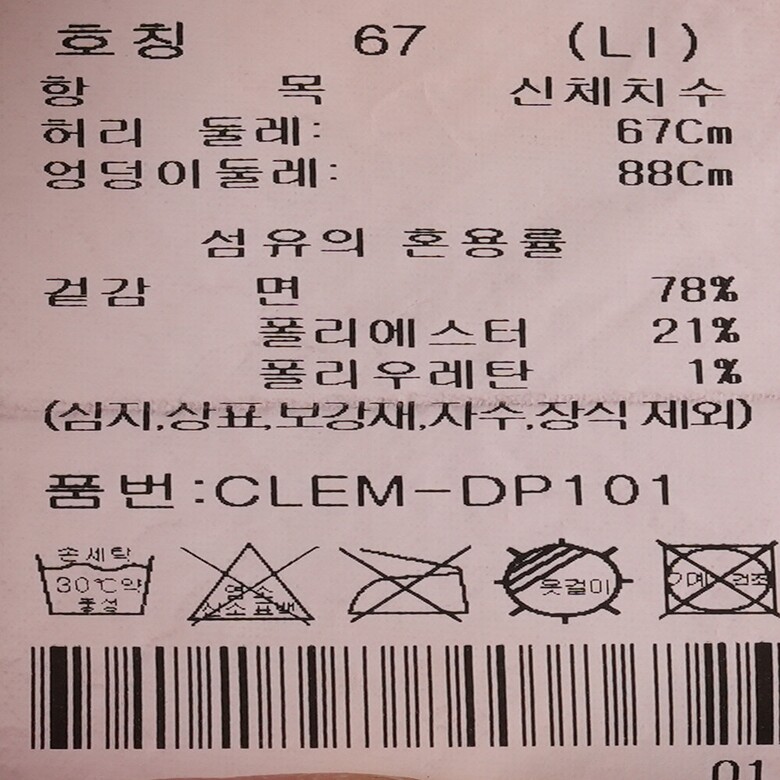 호칭 67 (LI)
항 목 신체치수
허리 둘레: 67Cm
엉덩이둘레: 88Cm
섬유의 혼용률
겉감 면 78%
폴리에스터 21%
폴리우레탄 1%
(심지,상표,보강재,자수,장식 제외)
품번:CLEM-DP101
손세탁
30℃약
중성
염소
산소표백
옷걸이
기계 건조
01